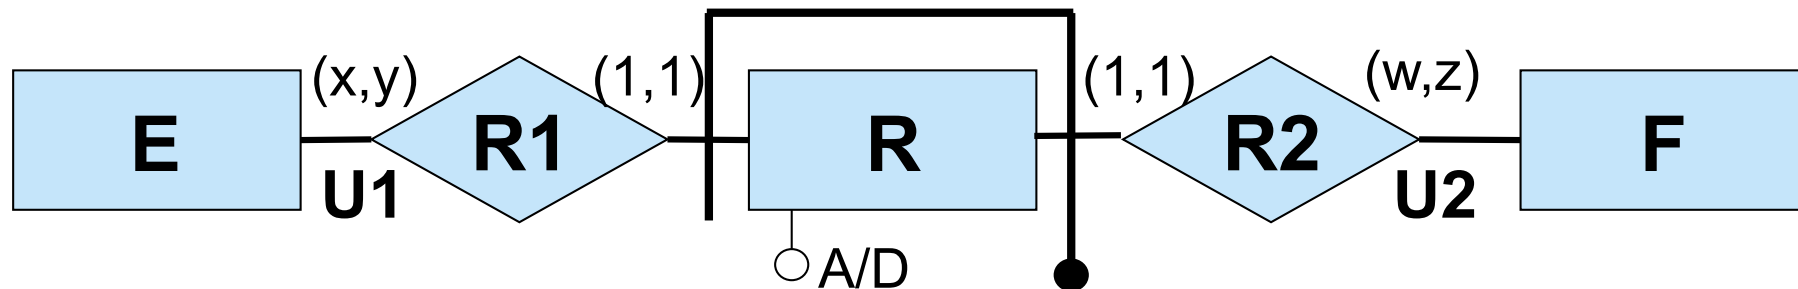 (x,y) (1,1) (1,1) (w,z)
E R1 R R2 F
U1 U2
A/D